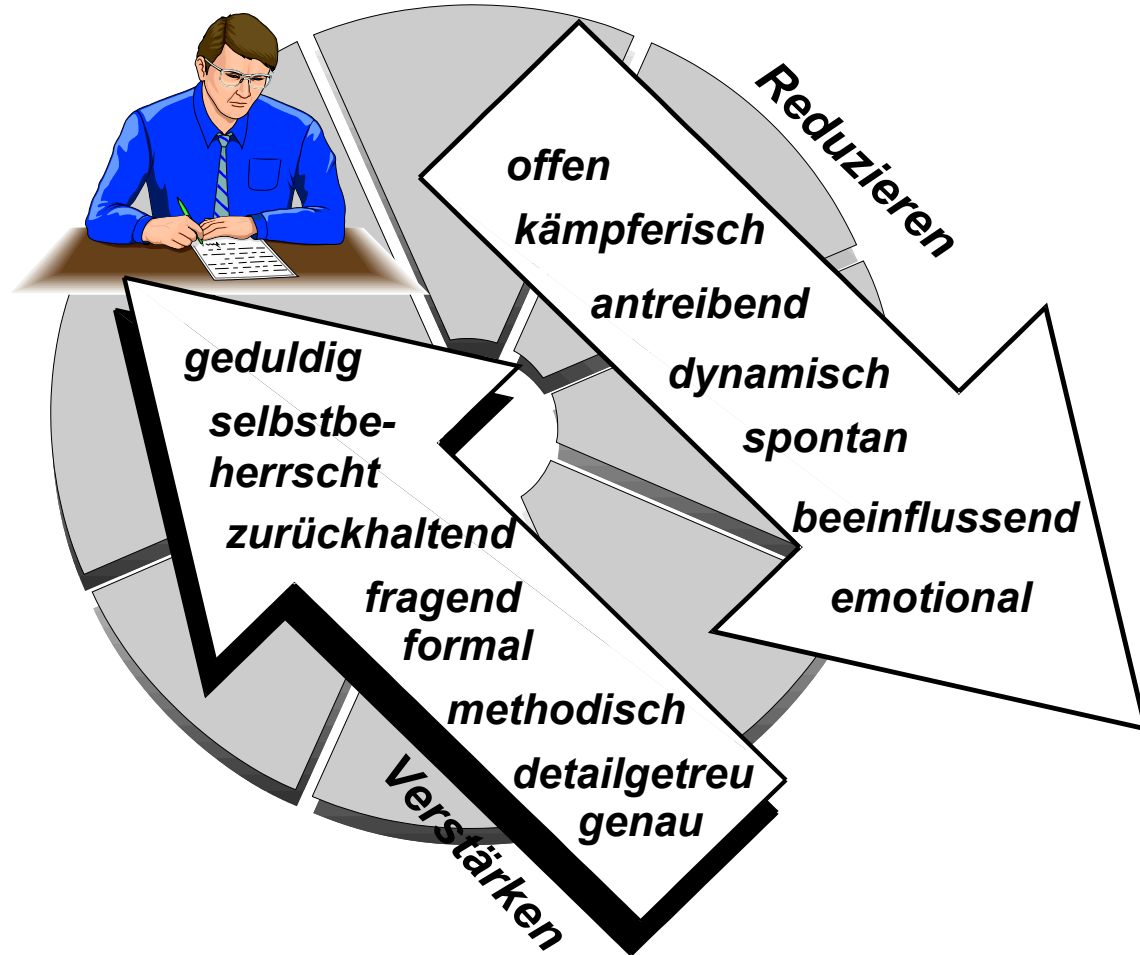 Reduzieren
offen
kämpferisch
antreibend
dynamisch
spontan
beeinflussend
emotional
geduldig
selbstbe-
herrscht
zurückhaltend
fragend
formal
methodisch
detailgetreu
genau
Verstärken